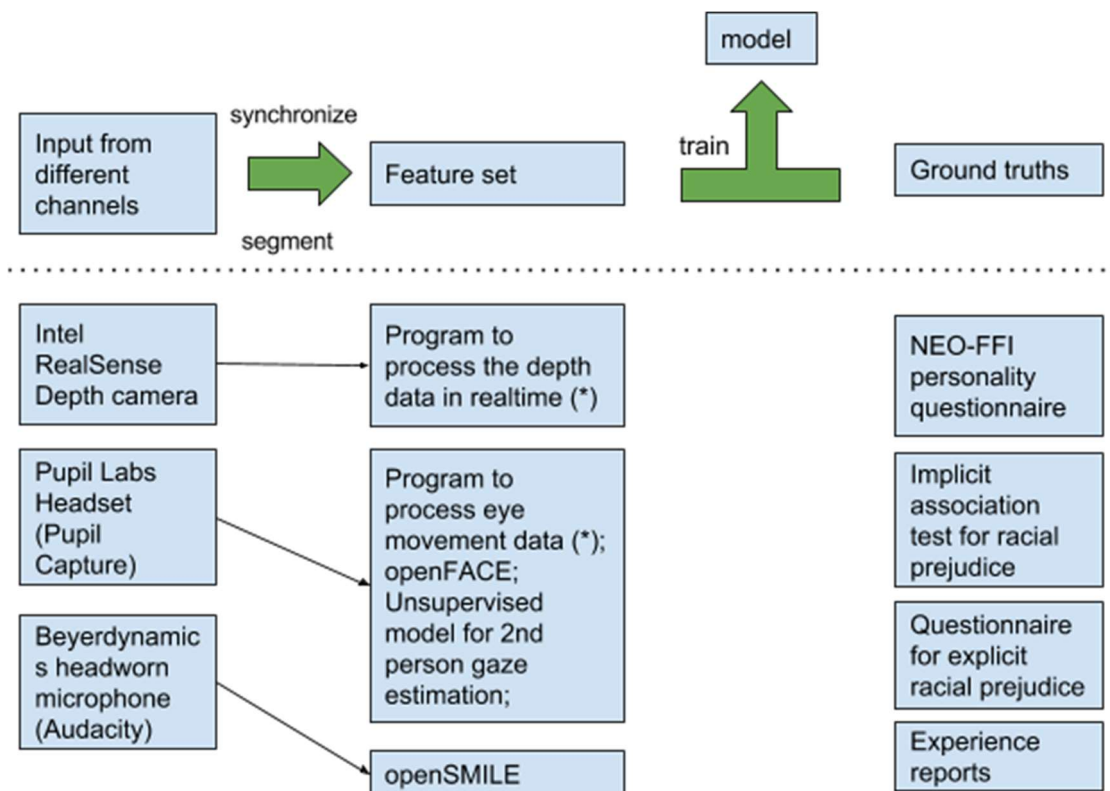 model
synchronize
train
Input from
different
channels
Feature set
Ground truths
segment
Intel
RealSense
Depth camera
Program to
process the depth
data in realtime (*)
NEO-FFI
personality
questionnaire
Pupil Labs
Headset
(Pupil
Capture)
Program to
process eye
movement data (*);
openFACE;
Unsupervised
model for 2nd
person gaze
estimation;
Implicit
association
test for racial
prejudice
Beyerdynamic
s headworn
microphone
(Audacity)
Questionnaire
for explicit
racial prejudice
openSMILE
Experience
reports